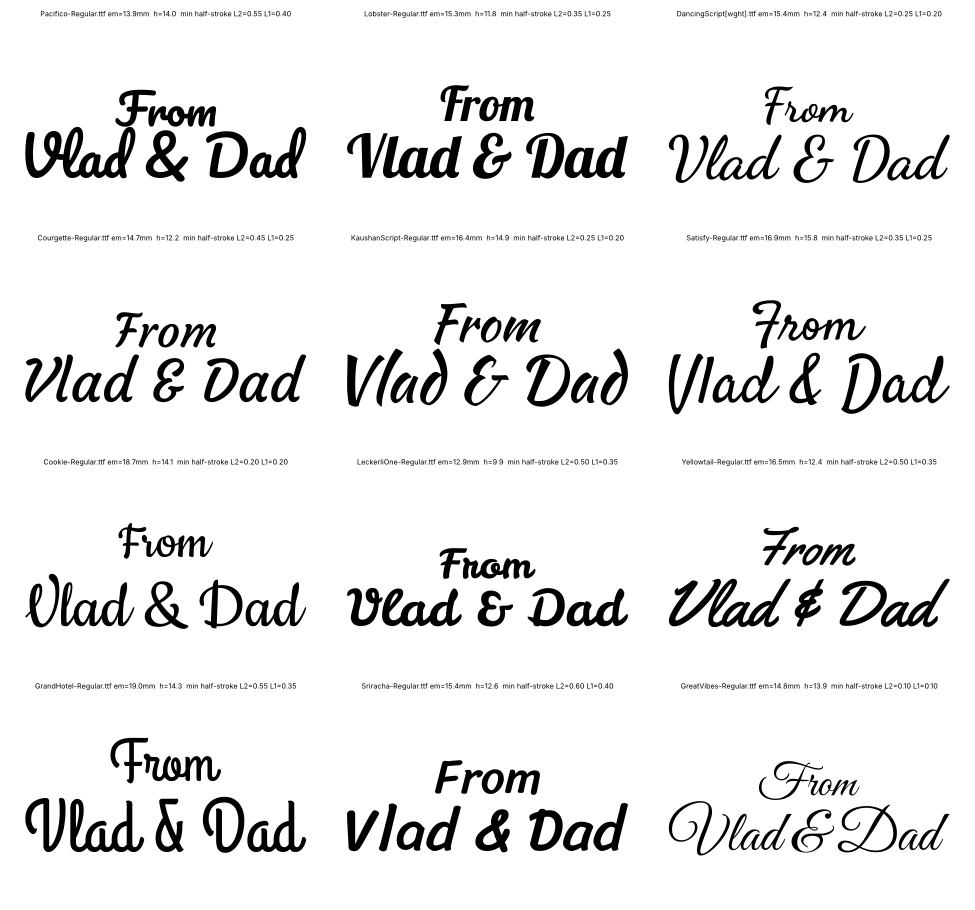 Pacifico-Regular.ttf em=13.9mm h=14.0 min half-stroke L2=0.55 L1=0.40
From
Vlad & Dad
Lobster-Regular.ttf em=15.3mm h=11.8 min half-stroke L2=0.35 L1=0.25
From
Vlad & Dad
DancingScript[wght].ttf em=15.4mm h=12.4 min half-stroke L2=0.25 L1=0.20
From
Vlad & Dad
Courgette-Regular.ttf em=14.7mm h=12.2 min half-stroke L2=0.45 L1=0.25
From
Vlad & Dad
KaushanScript-Regular.ttf em=16.4mm h=14.9 min half-stroke L2=0.25 L1=0.20
From
Vlad & Dad
Satisfy-Regular.ttf em=16.9mm h=15.8 min half-stroke L2=0.35 L1=0.25
From
Vlad & Dad
Cookie-Regular.ttf em=18.7mm h=14.1 min half-stroke L2=0.20 L1=0.20
From
Vlad & Dad
LeckerliOne-Regular.ttf em=12.9mm h=9.9 min half-stroke L2=0.50 L1=0.35
From
Vlad & Dad
Yellowtail-Regular.ttf em=16.5mm h=12.4 min half-stroke L2=0.50 L1=0.35
From
Vlad & Dad
GrandHotel-Regular.ttf em=19.0mm h=14.3 min half-stroke L2=0.55 L1=0.35
From
Vlad & Dad
Sriracha-Regular.ttf em=15.4mm h=12.6 min half-stroke L2=0.60 L1=0.40
From
Vlad & Dad
GreatVibes-Regular.ttf em=14.8mm h=13.9 min half-stroke L2=0.10 L1=0.10
From
Vlad & Dad